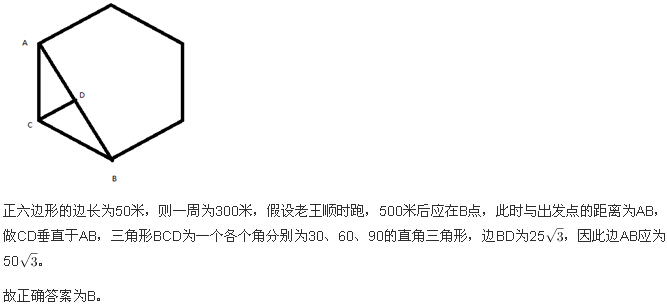 A
D
C
B
正六边形的边长为50米，则一周为300米，假设老王顺时跑，500米后应在B点，此时与出发点的距离为AB，
做CD垂直于AB，三角形BCD为一个各个角分别为30、60、90的直角三角形，边BD为25√3，因此边AB应为
50√3。
故正确答案为B。